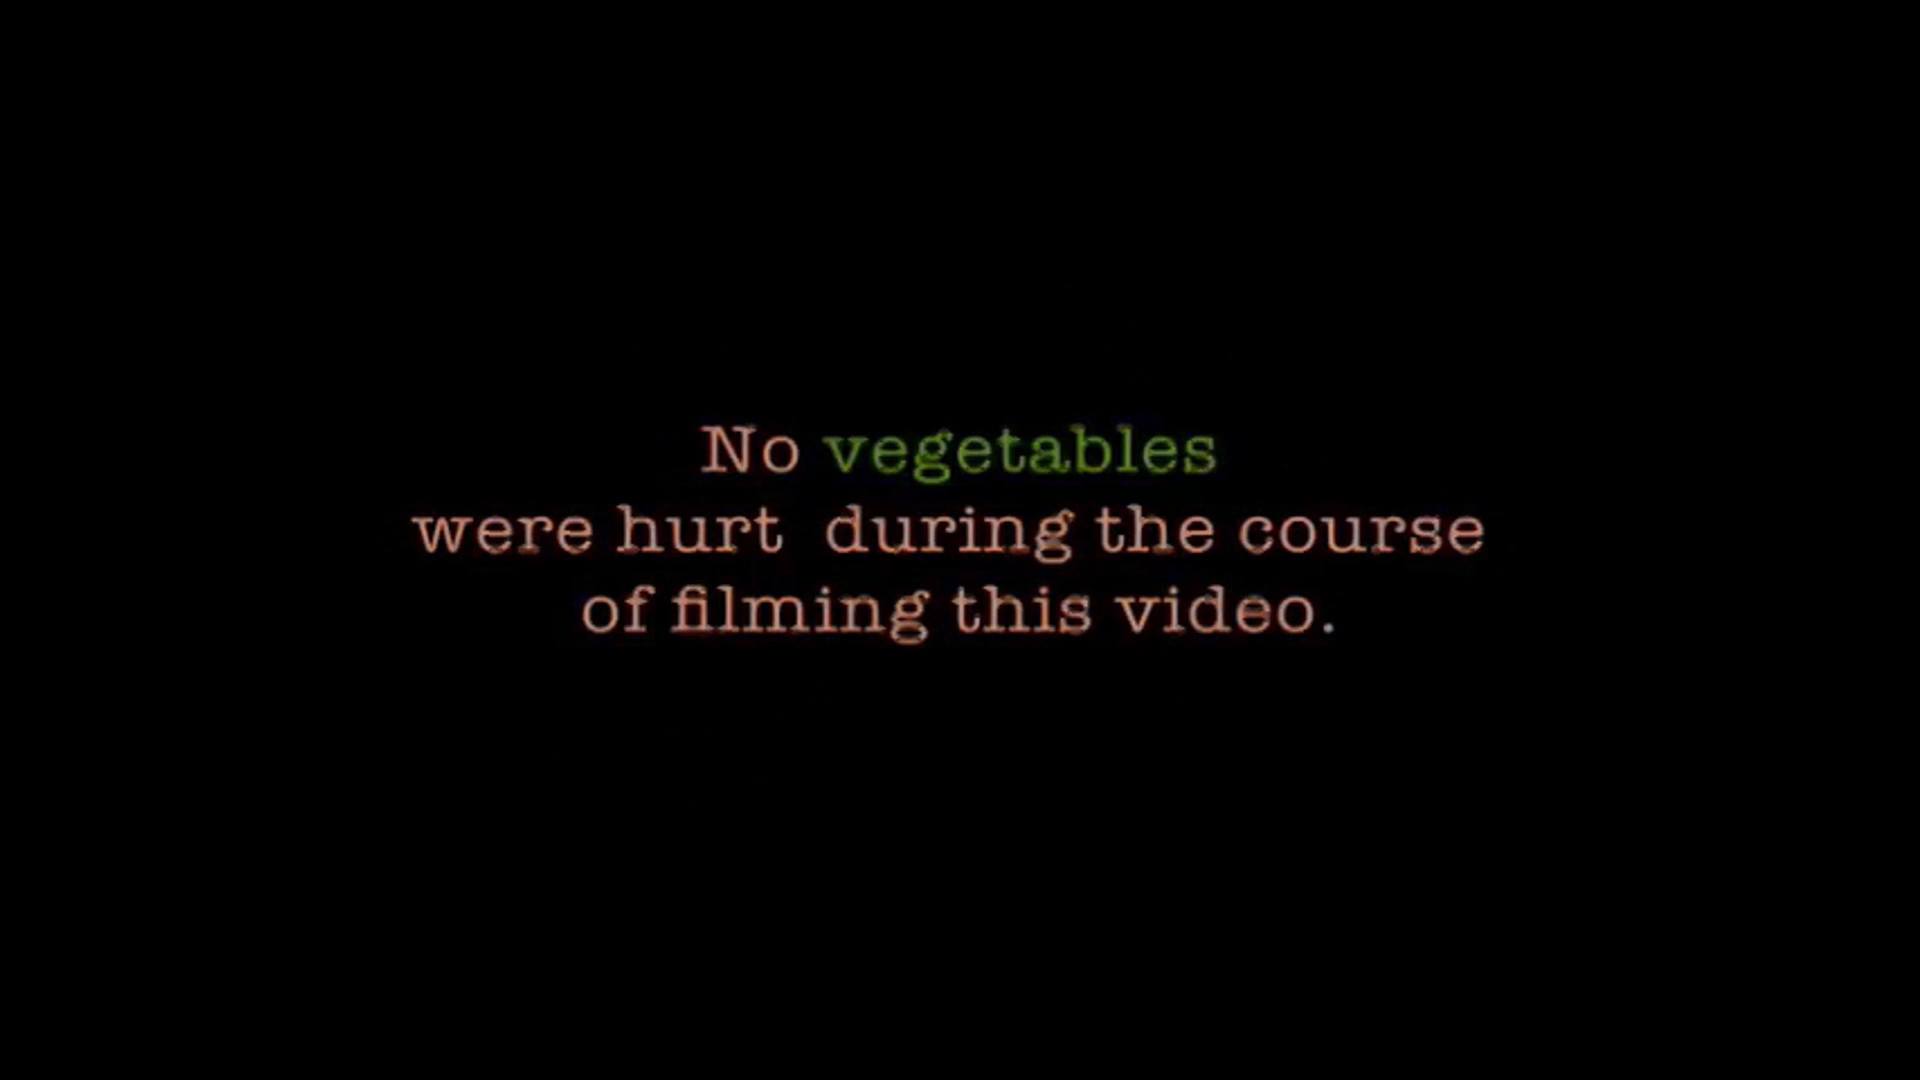 No vegetables
were hurt  during the course
of filming this video.